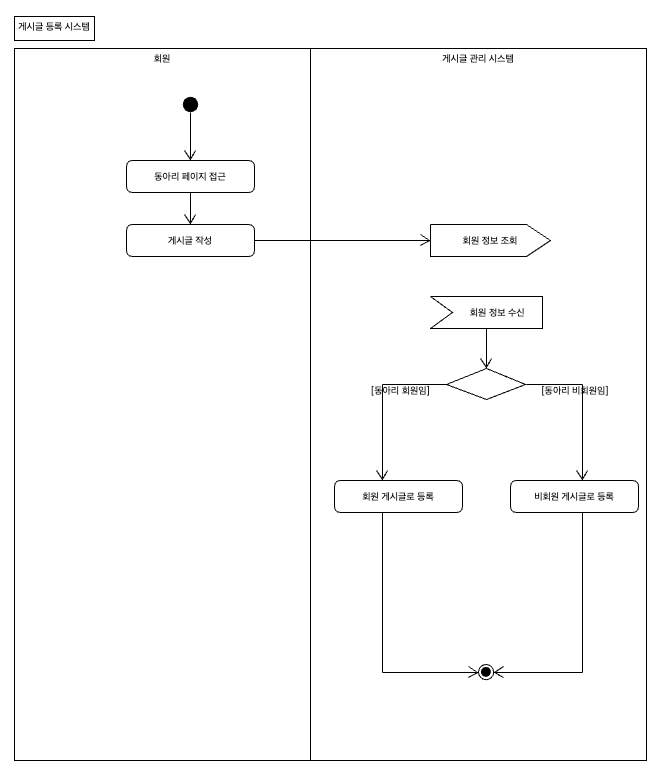 게시글 등록 시스템
회원
게시글 관리 시스템
동아리 페이지 접근
게시글 작성
회원 정보 조회
회원 정보 수신
[동아리 회원임]
[동아리 비회원임]
회원 게시글로 등록
비회원 게시글로 등록